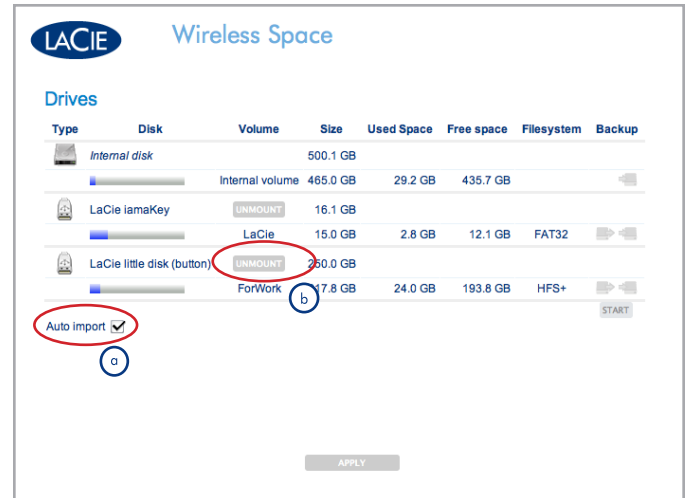 LACIE Wireless Space
Drives
Type Disk Volume Size Used Space Free space Filesystem Backup
Internal disk 500.1 GB
Internal volume 465.0 GB 29.2 GB 435.7 GB
LaCie iamaKey UNMOUNT 16.1 GB
LaCie 15.0 GB 2.8 GB 12.1 GB FAT32
LaCie little disk (button) UNMOUNT 250.0 GB
ForWork 17.8 GB 24.0 GB 193.8 GB HFS+
b
START
Auto import
a
APPLY